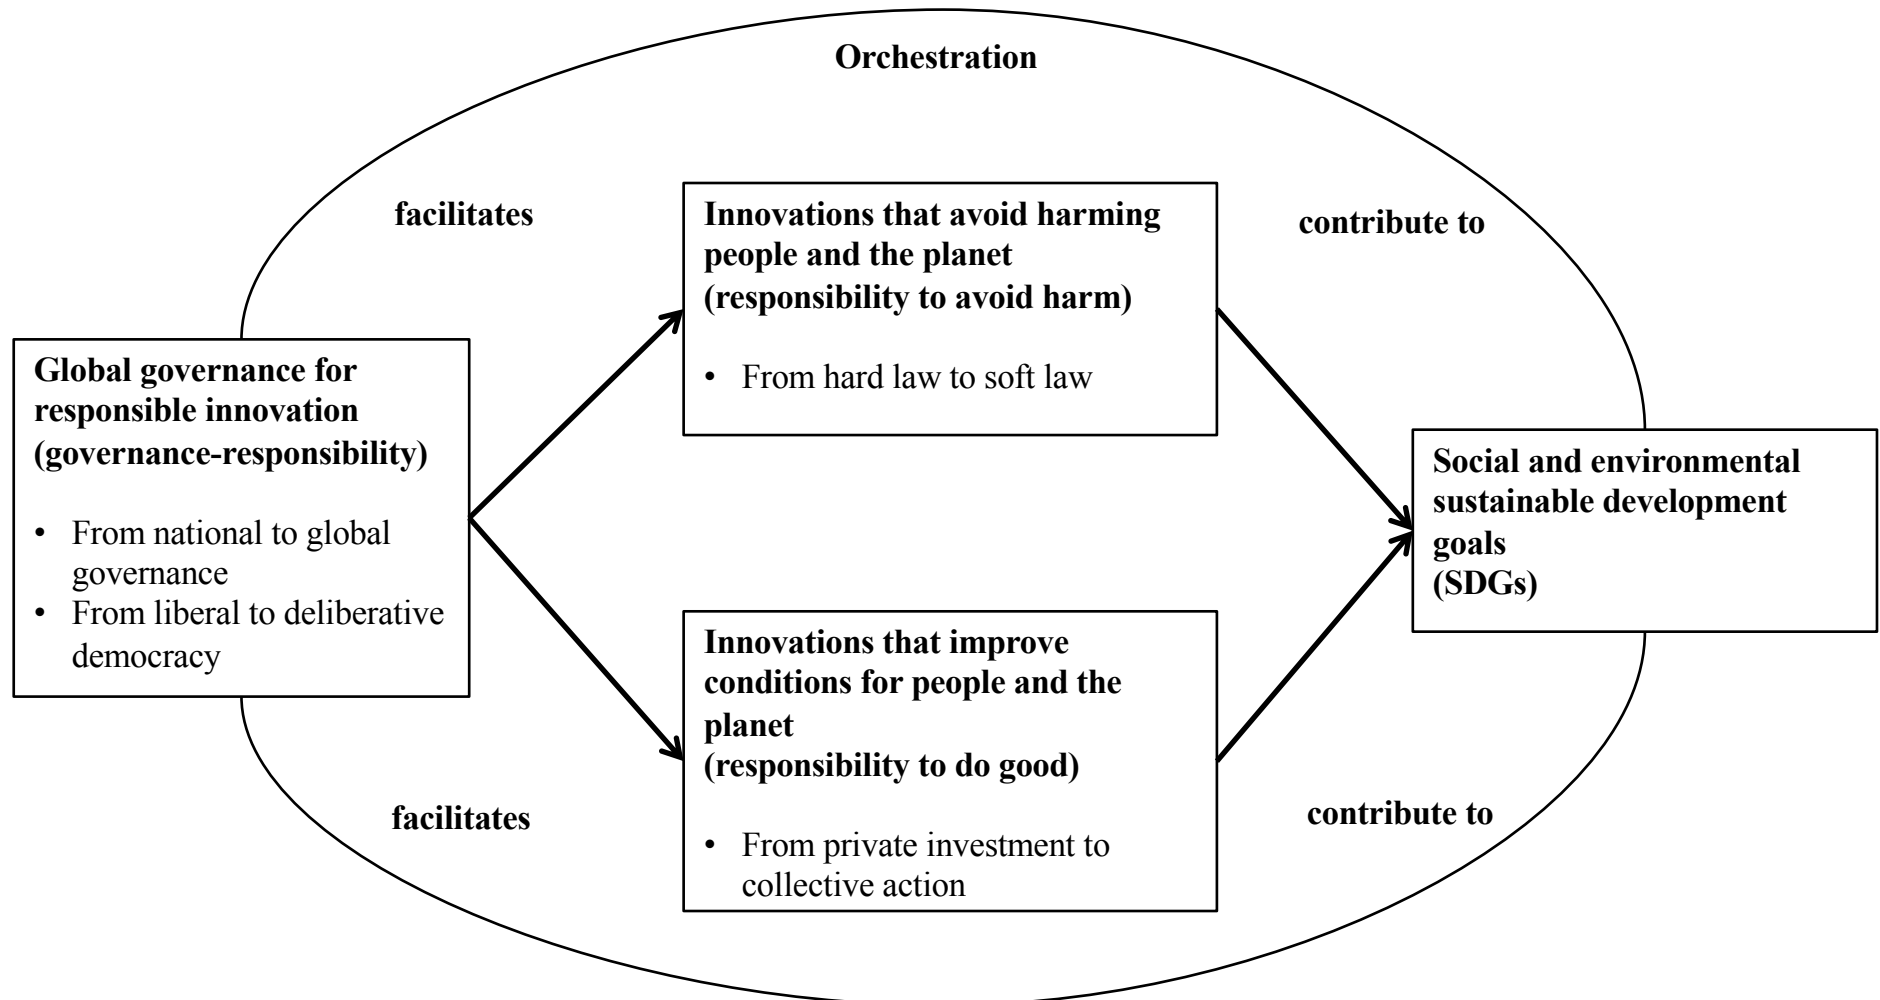 Orchestration
facilitates
contribute to
Global governance for
responsible innovation
(governance-responsibility)
• From national to global
governance
• From liberal to deliberative
democracy
Innovations that avoid harming
people and the planet
(responsibility to avoid harm)
• From hard law to soft law
Innovations that improve
conditions for people and the
planet
(responsibility to do good)
• From private investment to
collective action
Social and environmental
sustainable development
goals
(SDGs)
facilitates
contribute to